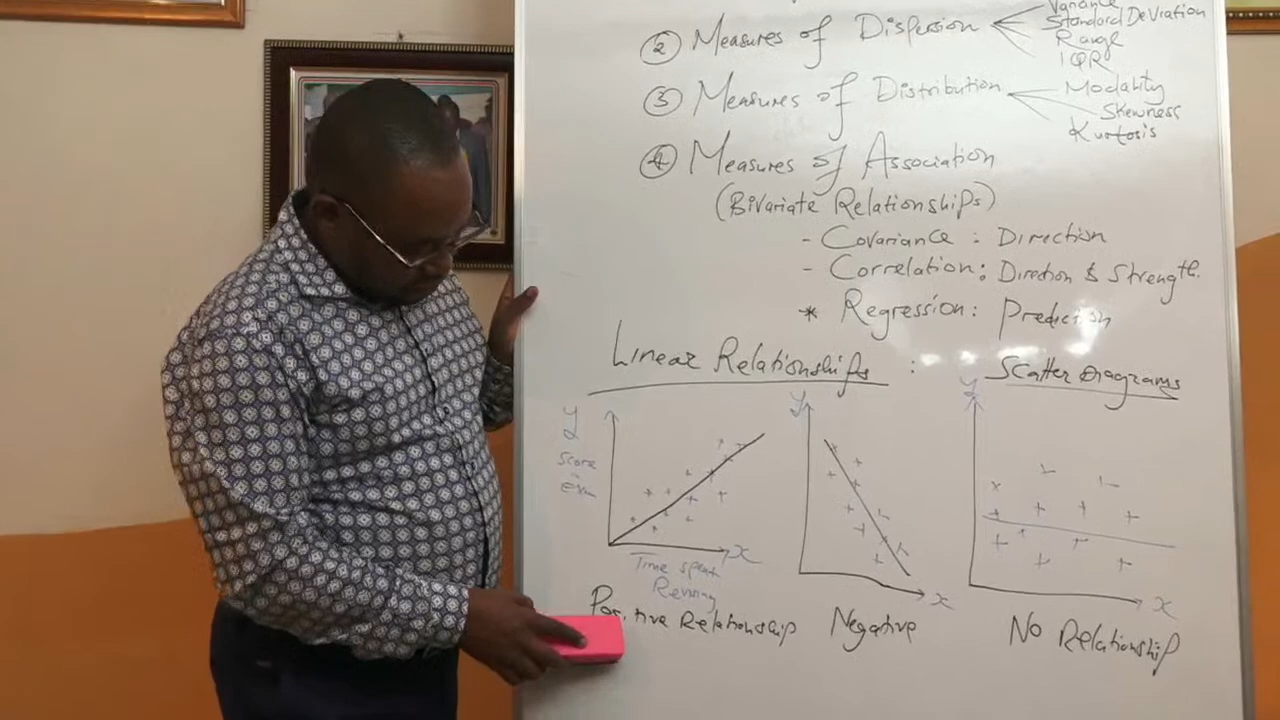 Variance
② Measures of Dispersion Standard Deviation
Range
IQR
③ Measures of Distribution Modality
Skewness
Kurtosis
④ Measures of Association
(Bivariate Relationships)
- Covariance : Direction
- Correlation : Direction & Strength.
* Regression : Prediction
Linear Relationships : Scatter Diagrams
y y y
Score
in
exam
x x x
Time spent
Revising
Positive Relationship Negative No Relationship